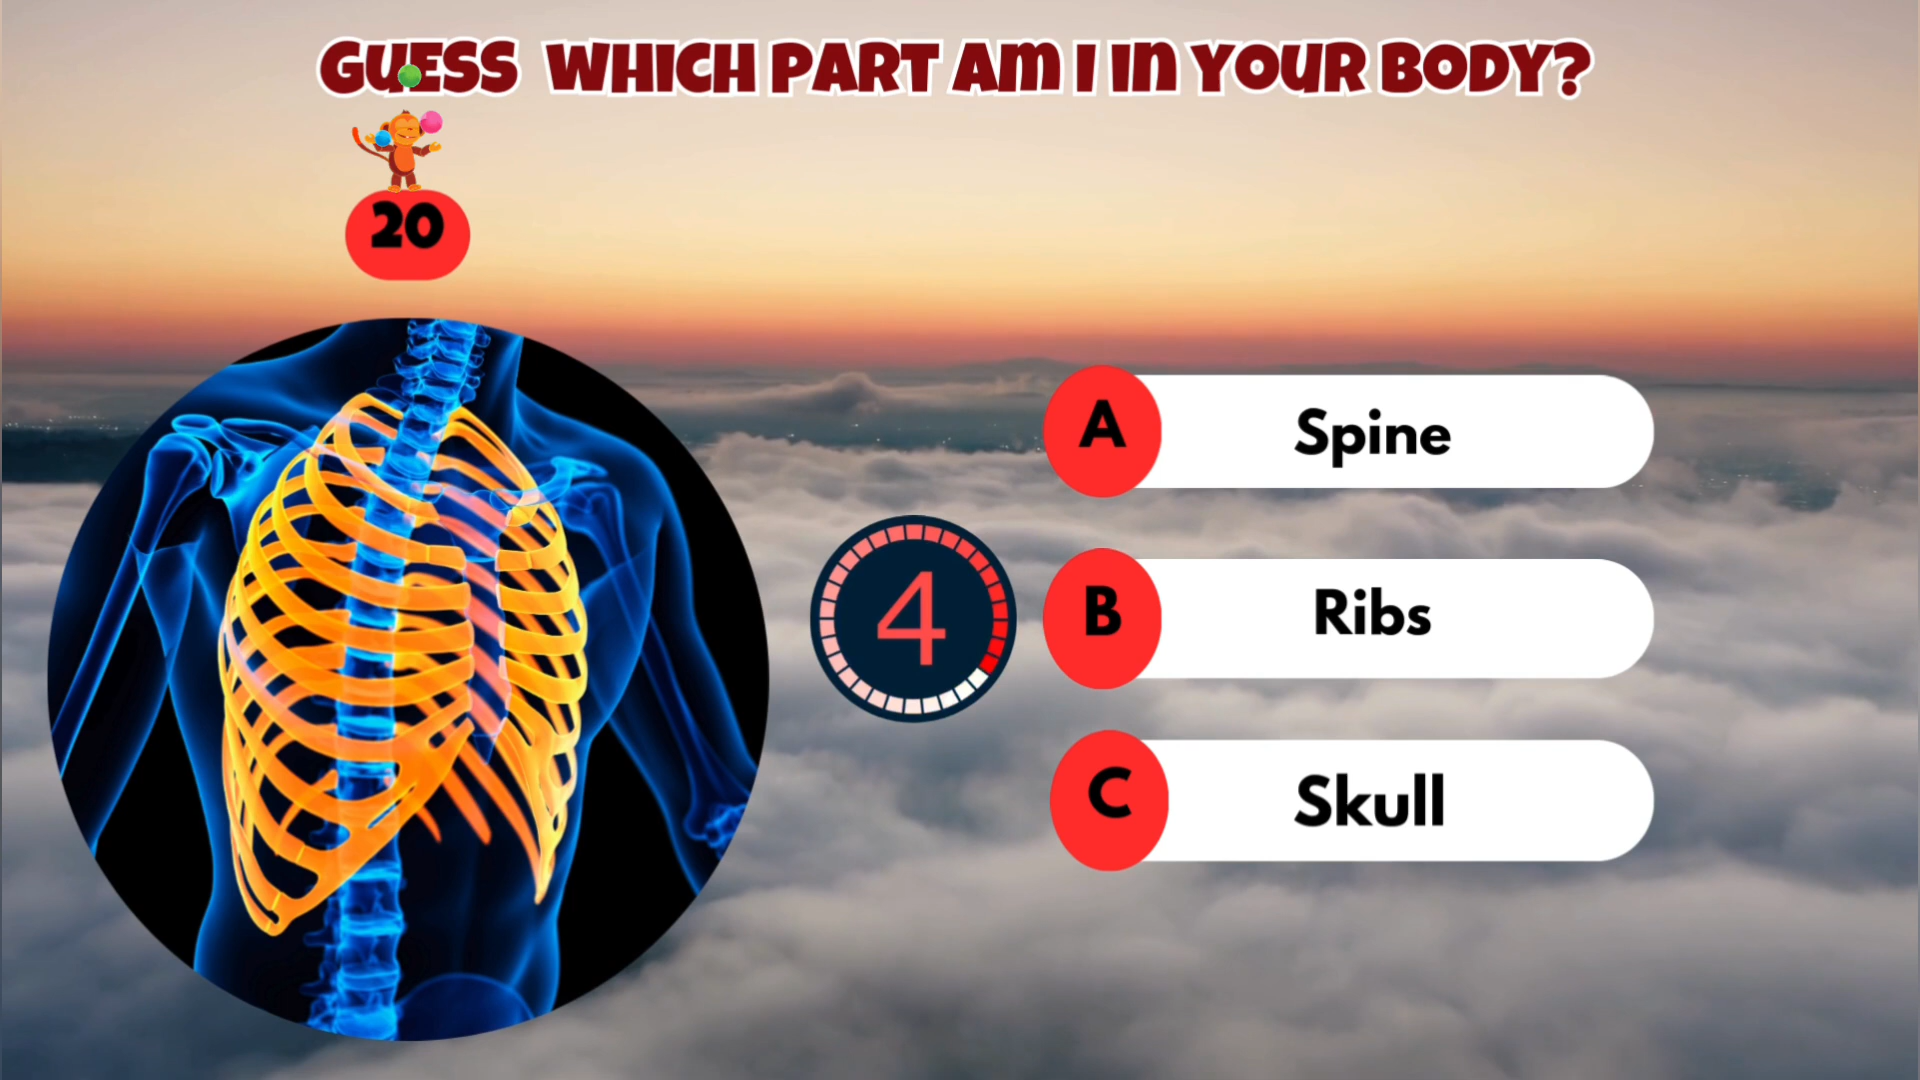 GUESS WHICH PART AM I IN YOUR BODY?
20
A Spine
4
B Ribs
C Skull